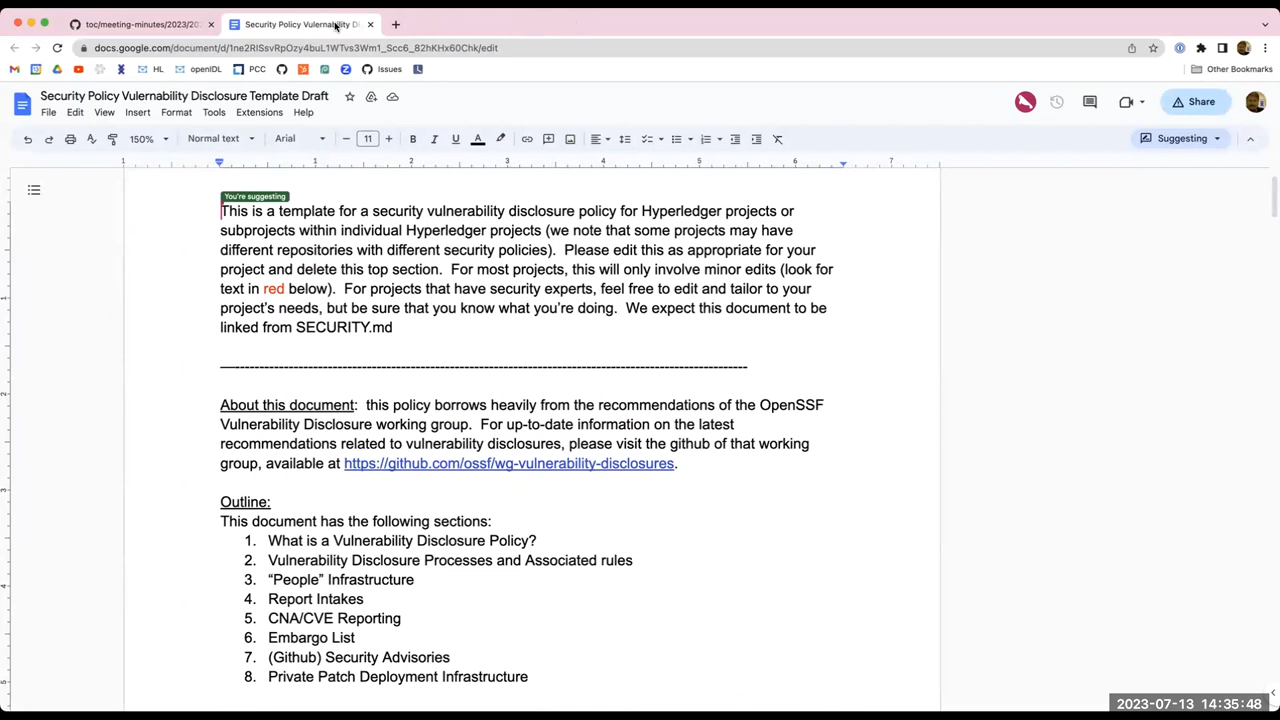 toc/meeting-minutes/2023/20
Security Policy Vulernability Di
docs.google.com/document/d/1ne2RlSsvRpOzy4buL1WTvs3Wm1_Scc6_82hKHx60Chk/edit
HL
openIDL
PCC
Issues
Other Bookmarks
Security Policy Vulernability Disclosure Template Draft
File Edit View Insert Format Tools Extensions Help
Share
150%
Normal text
Arial
11
Suggesting
1 1 2 3 4 5 6 7
You're suggesting
This is a template for a security vulnerability disclosure policy for Hyperledger projects or
subprojects within individual Hyperledger projects (we note that some projects may have
different repositories with different security policies). Please edit this as appropriate for your
project and delete this top section. For most projects, this will only involve minor edits (look for
text in red below). For projects that have security experts, feel free to edit and tailor to your
project's needs, but be sure that you know what you're doing. We expect this document to be
linked from SECURITY.md
About this document: this policy borrows heavily from the recommendations of the OpenSSF
Vulnerability Disclosure working group. For up-to-date information on the latest
recommendations related to vulnerability disclosures, please visit the github of that working
group, available at https://github.com/ossf/wg-vulnerability-disclosures.
Outline:
This document has the following sections:
1. What is a Vulnerability Disclosure Policy?
2. Vulnerability Disclosure Processes and Associated rules
3. “People” Infrastructure
4. Report Intakes
5. CNA/CVE Reporting
6. Embargo List
7. (Github) Security Advisories
8. Private Patch Deployment Infrastructure
2023-07-13 14:35:48